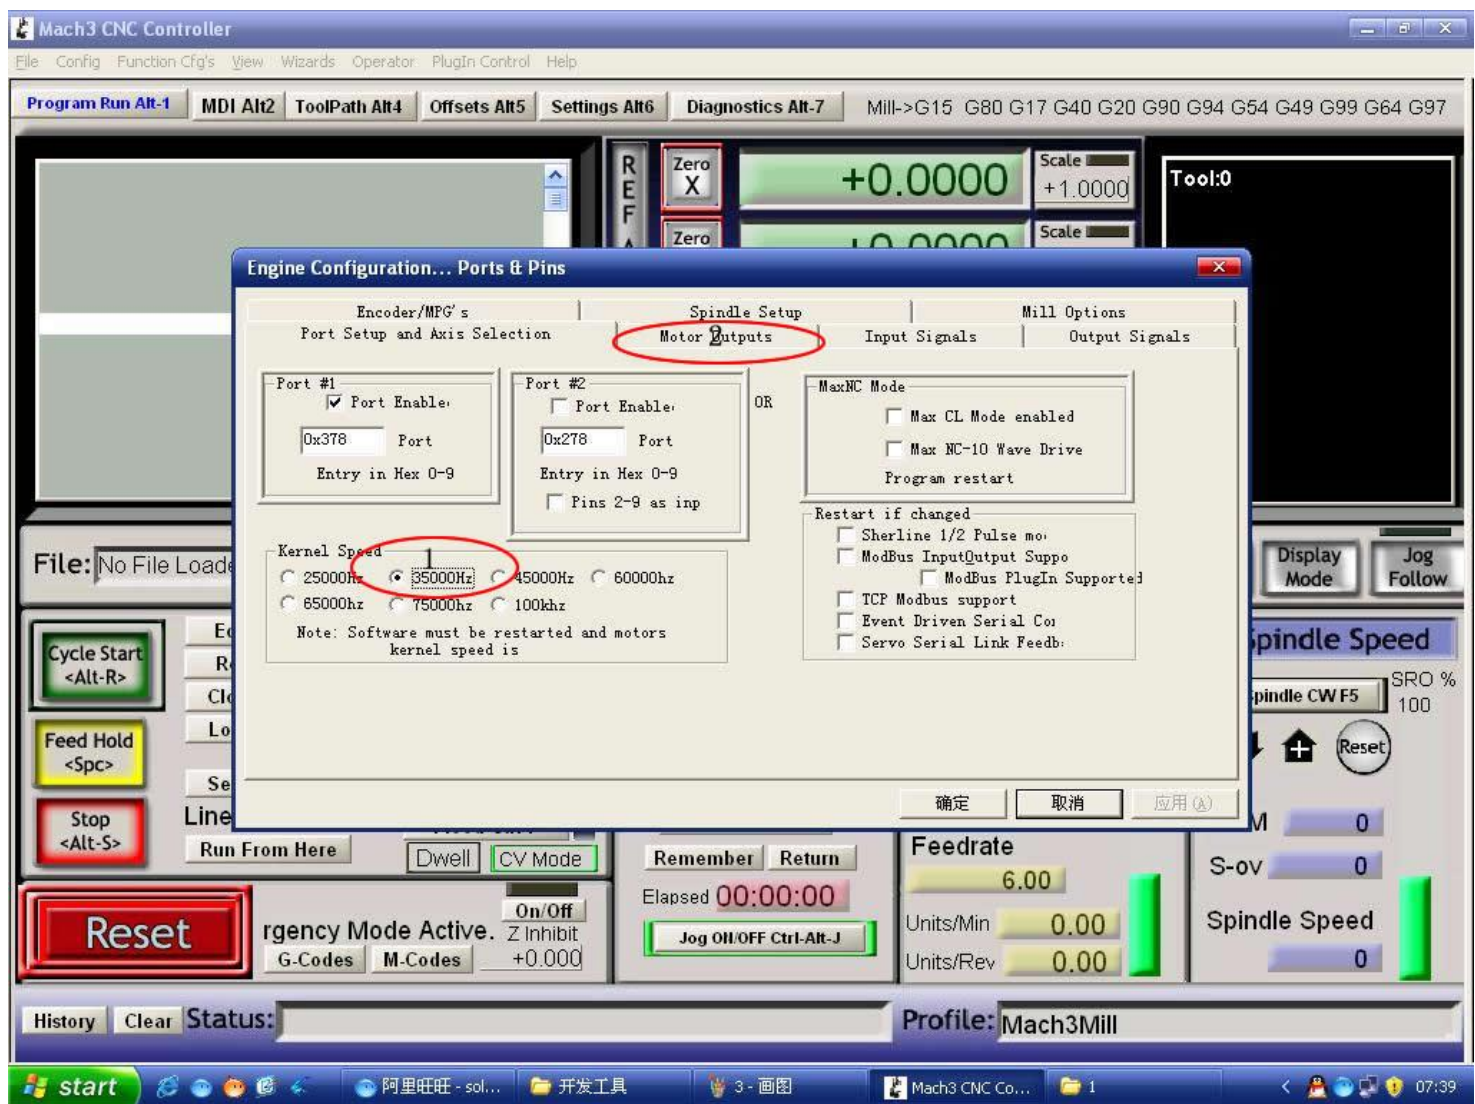 Mach3 CNC Controller
File Config Function Cfg's View Wizards Operator PlugIn Control Help
Program Run Alt-1 MDI Alt2 ToolPath Alt4 Offsets Alt5 Settings Alt6 Diagnostics Alt-7 Mill->G15 G80 G17 G40 G20 G90 G94 G54 G49 G99 G64 G97
REF
Zero X +0.0000 Scale +1.0000
Tool:0
Zero Scale
Engine Configuration... Ports & Pins
Encoder/MPG's Spindle Setup Mill Options
Port Setup and Axis Selection Motor Outputs Input Signals Output Signals
2
Port #1 Port #2 OR MaxNC Mode
Port Enable Port Enable Max CL Mode enabled
0x378 Port 0x278 Port Max NC-10 Wave Drive
Entry in Hex 0-9 Entry in Hex 0-9 Program restart
Pins 2-9 as inp
Restart if changed
Sherline 1/2 Pulse mo
ModBus InputOutput Suppo
ModBus PlugIn Supported
TCP Modbus support
Event Driven Serial Co
Servo Serial Link Feedb
Kernel Speed 1
25000Hz 35000Hz 45000Hz 60000hz
65000hz 75000hz 100khz
Note: Software must be restarted and motors
kernel speed is
确定 取消 应用(A)
File: No File Loade
Display Mode Jog Follow
Cycle Start <Alt-R>
Feed Hold <Spc>
Stop <Alt-S>
Ed
Re
Clo
Lo
Se
Line
Run From Here Dwell CV Mode
Spindle Speed
Spindle CW F5 SRO % 100
Reset
Remember Return
Elapsed 00:00:00
Jog ON/OFF Ctrl-Alt-J
Feedrate
6.00
Units/Min 0.00
Units/Rev 0.00
M 0
S-ov 0
Spindle Speed
0
Reset
rgency Mode Active.
On/Off
Z Inhibit
+0.000
G-Codes M-Codes
History Clear Status: Profile: Mach3Mill
start 阿里旺旺 - sol... 开发工具 3 - 画图 Mach3 CNC Co... 1 07:39